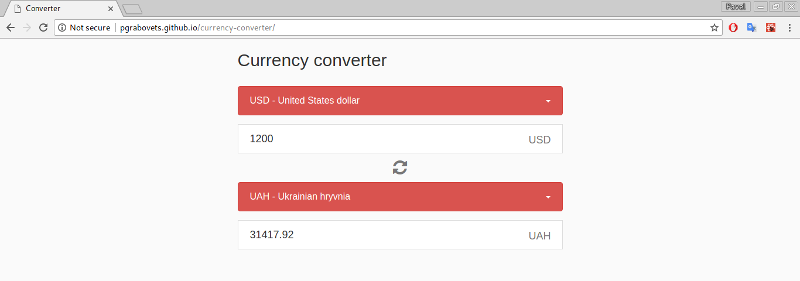 Converter
Pavel
Not secure
pgrabovets.github.io/currency-converter/
Currency converter
USD - United States dollar
1200
USD
UAH - Ukrainian hryvnia
31417.92
UAH